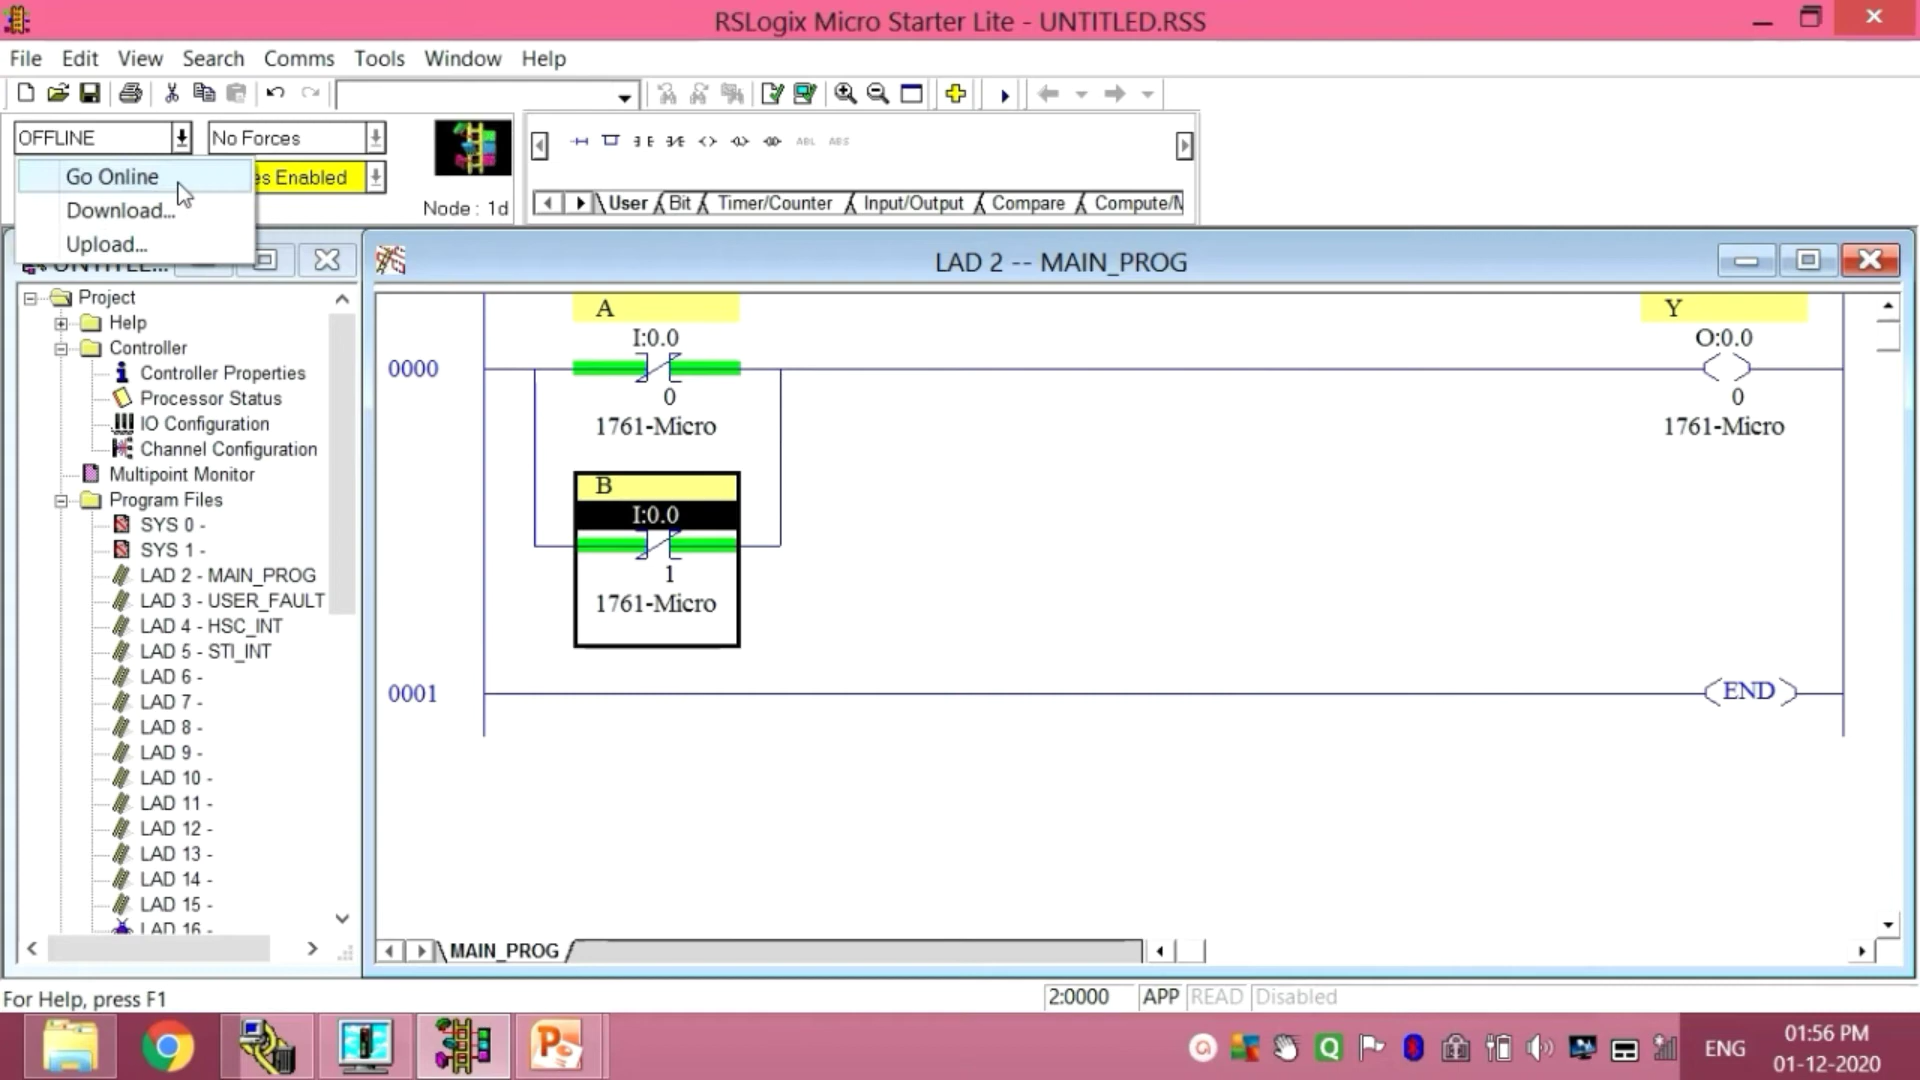 RSLogix Micro Starter Lite - UNTITLED.RSS
File Edit View Search Comms Tools Window Help
OFFLINE
No Forces
ABL ABS
Go Online
es Enabled
Download...
Upload...
Node : 1d
User Bit Timer/Counter Input/Output Compare Compute/M
UNTITLE...
LAD 2 -- MAIN_PROG
Project
Help
Controller
Controller Properties
Processor Status
IO Configuration
Channel Configuration
Multipoint Monitor
Program Files
SYS 0 -
SYS 1 -
LAD 2 - MAIN_PROG
LAD 3 - USER_FAULT
LAD 4 - HSC_INT
LAD 5 - STI_INT
LAD 6 -
LAD 7 -
LAD 8 -
LAD 9 -
LAD 10 -
LAD 11 -
LAD 12 -
LAD 13 -
LAD 14 -
LAD 15 -
LAD 16 -
A
I:0.0
0000
0
1761-Micro
Y
O:0.0
0
1761-Micro
B
I:0.0
1
1761-Micro
0001
END
MAIN_PROG
For Help, press F1
2:0000 APP READ Disabled
ENG
01:56 PM
01-12-2020